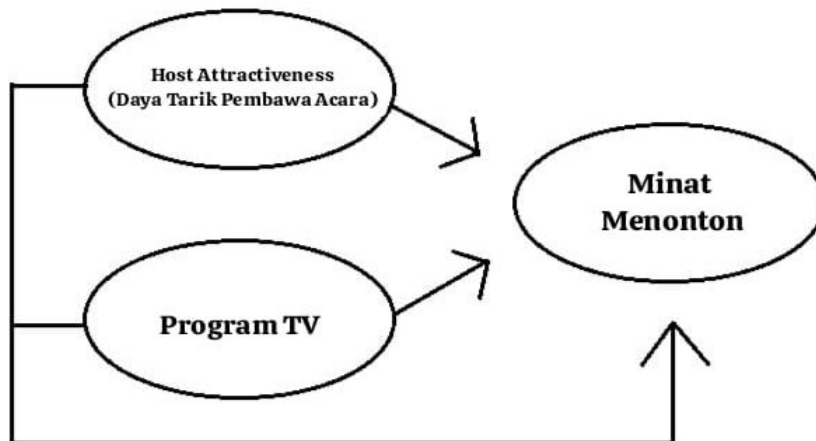 Host Attractiveness
(Daya Tarik Pembawa Acara)
Minat
Menonton
Program TV